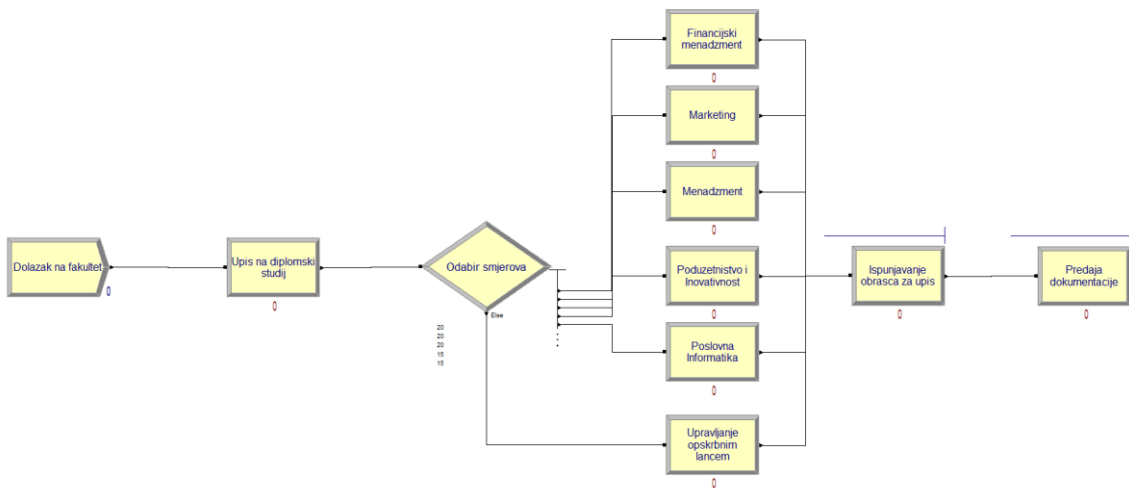 Financijski
menadzment
0
Marketing
0
Menadzment
0
Dolazak na fakultet
0
Upis na diplomski
studij
0
Odabir smjerova
Else
20
20
20
15
15
Poduzetnistvo i
Inovativnost
0
Poslovna
Informatika
0
Upravljanje
opskrbnim
lancem
0
Ispunjavanje
obrasca za upis
0
Predaja
dokumentacije
0